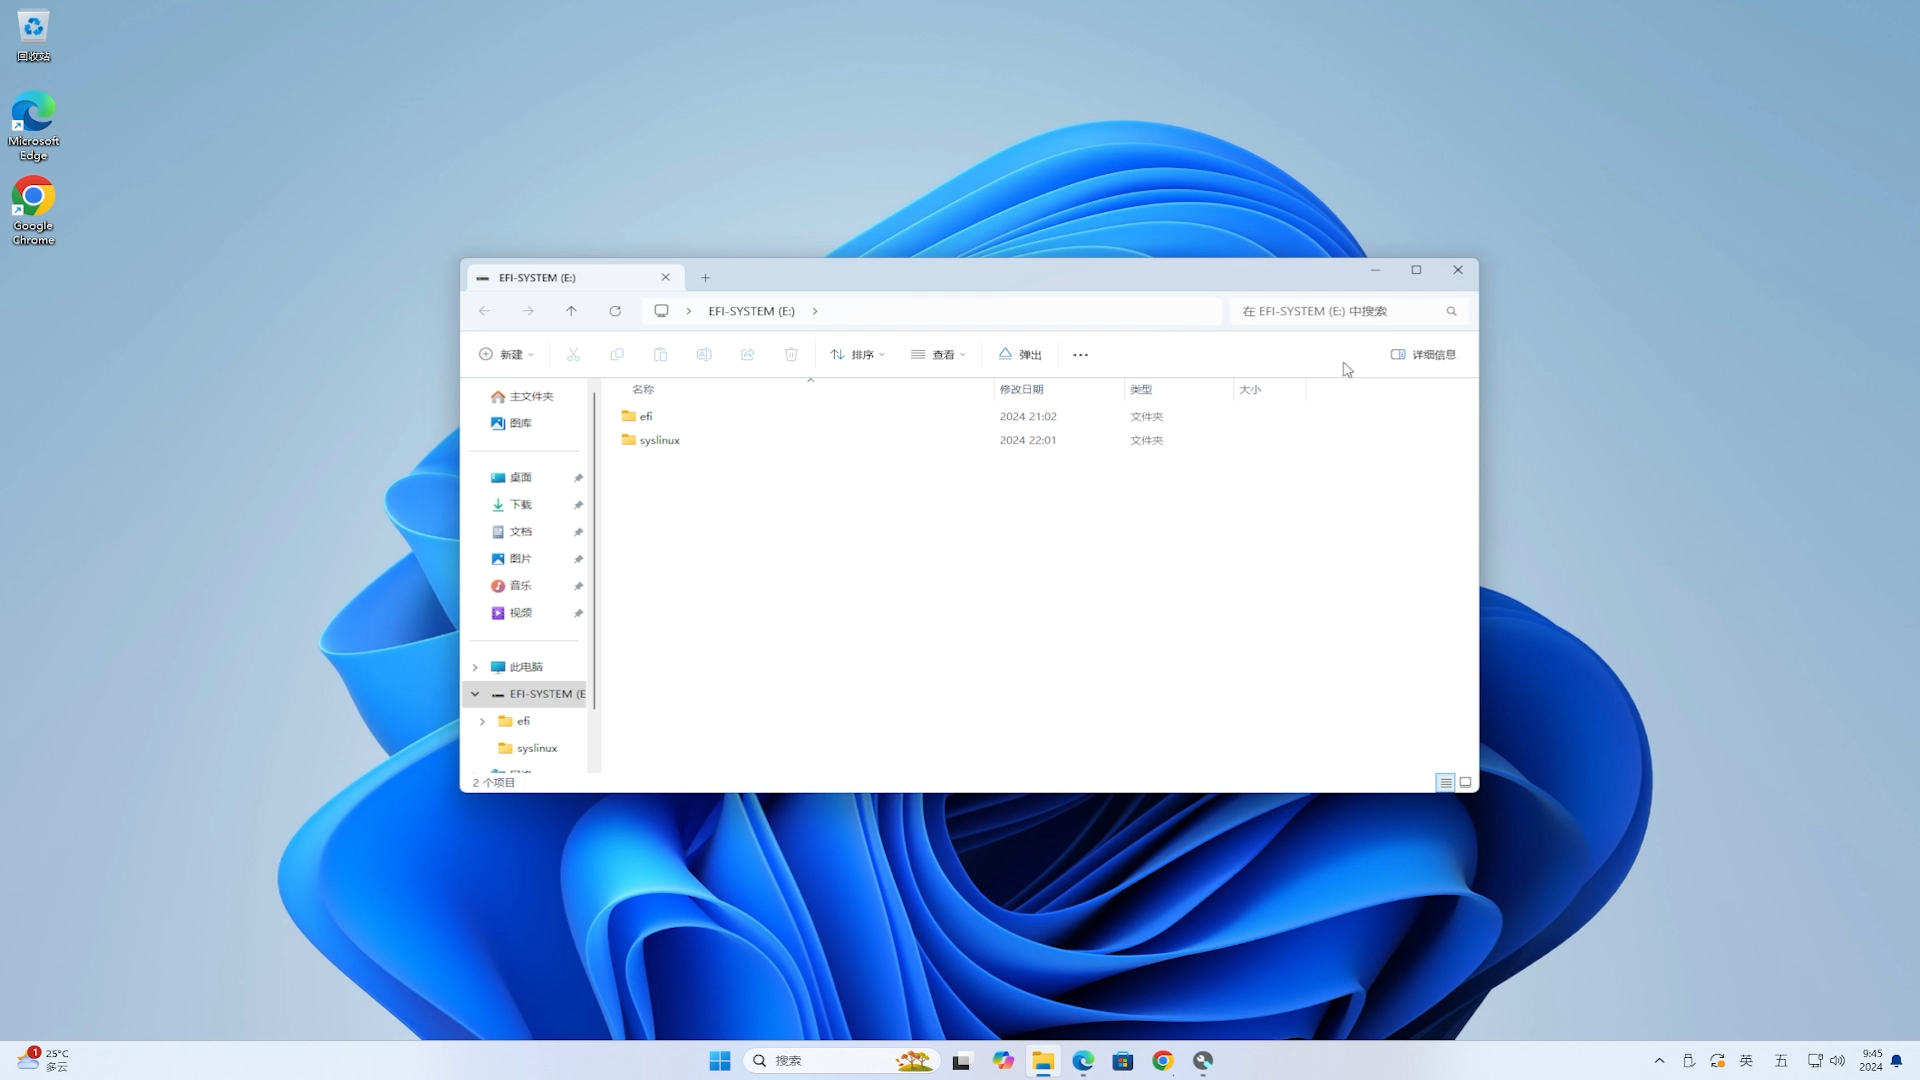 回收站
Microsoft
Edge
Google
Chrome
EFI-SYSTEM (E:)
EFI-SYSTEM (E:)
在 EFI-SYSTEM (E:) 中搜索
新建
排序
查看
弹出
详细信息
名称
修改日期
类型
大小
efi
2024 21:02
文件夹
syslinux
2024 22:01
文件夹
主文件夹
图库
桌面
下载
文档
图片
音乐
视频
此电脑
EFI-SYSTEM (E
efi
syslinux
2 个项目
1
25°C
多云
搜索
英
五
9:45
2024